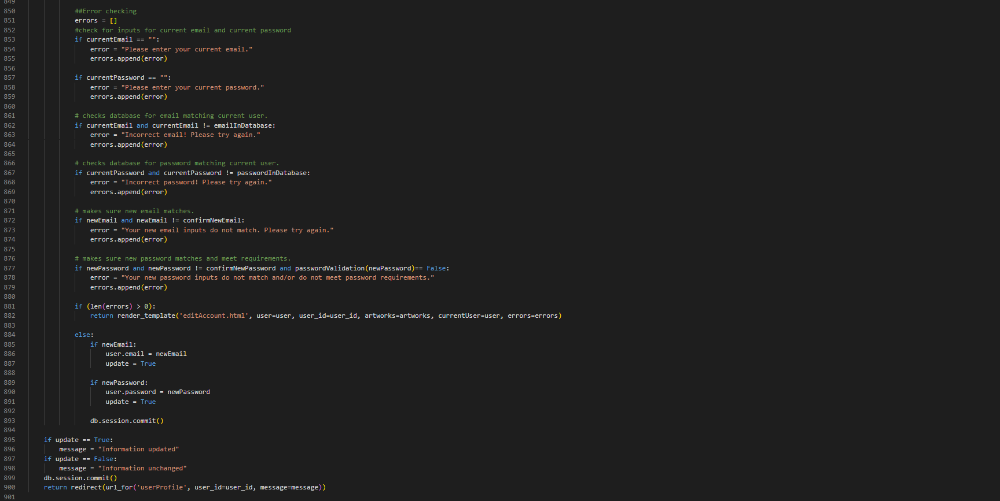 849
850 ##Error checking
851 errors = []
852 #check for inputs for current email and current password
853 if currentEmail == "":
854 error = "Please enter your current email."
855 errors.append(error)
856
857 if currentPassword == "":
858 error = "Please enter your current password."
859 errors.append(error)
860
861 # checks database for email matching current user.
862 if currentEmail and currentEmail != emailInDatabase:
863 error = "Incorrect email! Please try again."
864 errors.append(error)
865
866 # checks database for password matching current user.
867 if currentPassword and currentPassword != passwordInDatabase:
868 error = "Incorrect password! Please try again."
869 errors.append(error)
870
871 # makes sure new email matches.
872 if newEmail and newEmail != confirmNewEmail:
873 error = "Your new email inputs do not match. Please try again."
874 errors.append(error)
875
876 # makes sure new password matches and meet requirements.
877 if newPassword and newPassword != confirmNewPassword and passwordValidation(newPassword)== False:
878 error = "Your new password inputs do not match and/or do not meet password requirements."
879 errors.append(error)
880
881 if (len(errors) > 0):
882 return render_template('editAccount.html', user=user, user_id=user_id, artworks=artworks, currentUser=user, errors=errors)
883
884 else:
885 if newEmail:
886 user.email = newEmail
887 update = True
888
889 if newPassword:
890 user.password = newPassword
891 update = True
892
893 db.session.commit()
894
895 if update == True:
896 message = "Information updated"
897 if update == False:
898 message = "Information unchanged"
899 db.session.commit()
900 return redirect(url_for('userProfile', user_id=user_id, message=message))
901